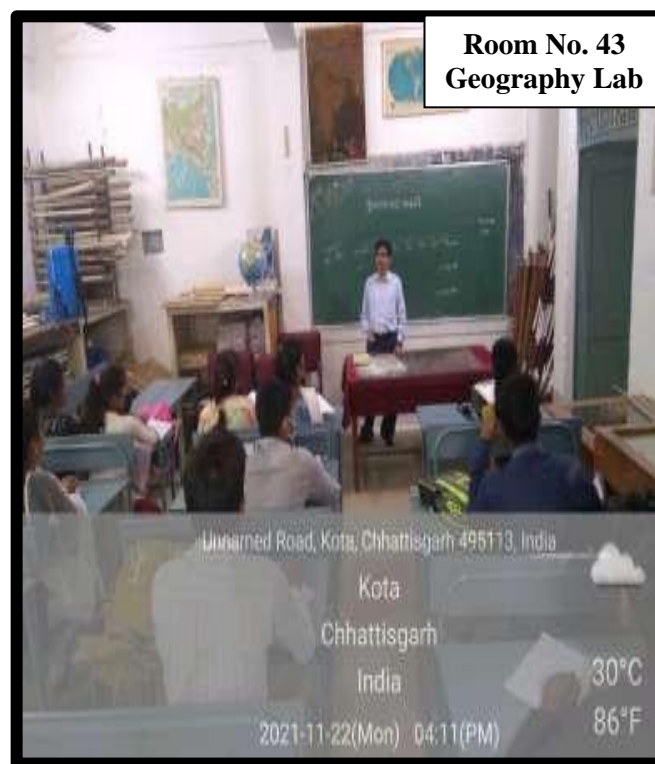 Room No. 43
Geography Lab
Unnamed Road, Kota, Chhattisgarh 495113, India
Kota
Chhattisgarh
India
30°C
2021-11-22(Mon) 04:11(PM)
86°F